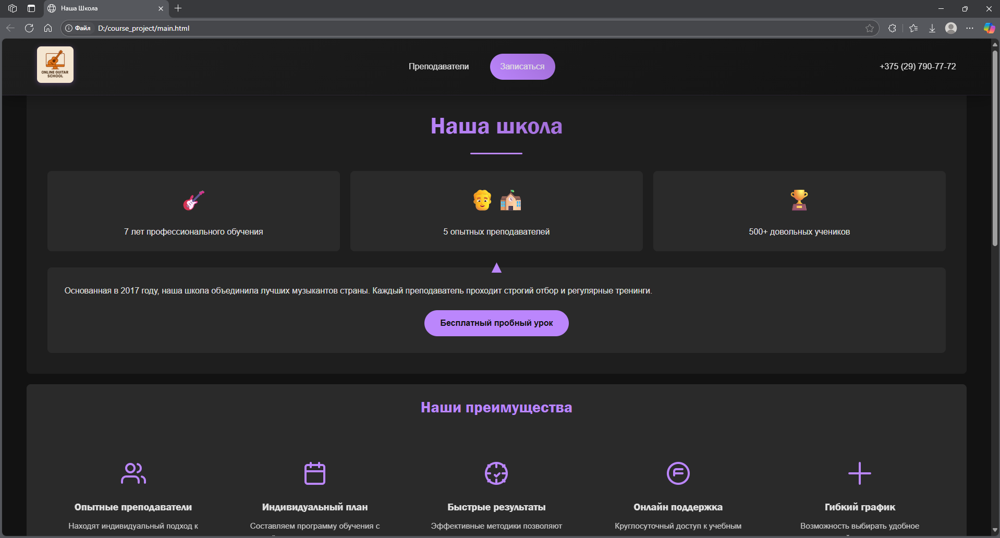 Наша Школа
Файл D:/course_project/main.html
ONLINE GUITAR
SCHOOL
Преподаватели Записаться +375 (29) 790-77-72
Наша школа
7 лет профессионального обучения
5 опытных преподавателей
500+ довольных учеников
Основанная в 2017 году, наша школа объединила лучших музыкантов страны. Каждый преподаватель проходит строгий отбор и регулярные тренинги.
Бесплатный пробный урок
Наши преимущества
Опытные преподаватели
Находят индивидуальный подход к
Индивидуальный план
Составляем программу обучения с
Быстрые результаты
Эффективные методики позволяют
Онлайн поддержка
Круглосуточный доступ к учебным
Гибкий график
Возможность выбирать удобное